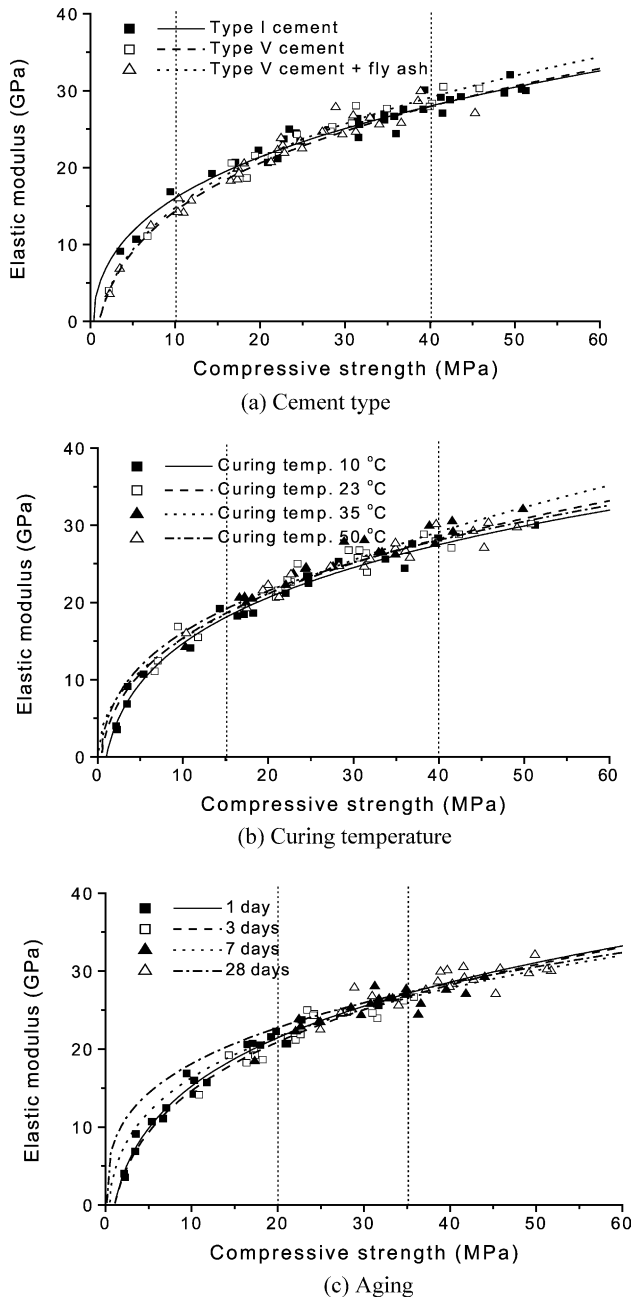 40
Type I cement
Type V cement
Type V cement + fly ash
30
20
10
0
Elastic modulus (GPa)
0 10 20 30 40 50 60
Compressive strength (MPa)
(a) Cement type
40
Curing temp. 10 °C
Curing temp. 23 °C
Curing temp. 35 °C
Curing temp. 50 °C
30
20
10
0
Elastic modulus (GPa)
0 10 20 30 40 50 60
Compressive strength (MPa)
(b) Curing temperature
40
1 day
3 days
7 days
28 days
30
20
10
0
Elastic modulus (GPa)
0 10 20 30 40 50 60
Compressive strength (MPa)
(c) Aging